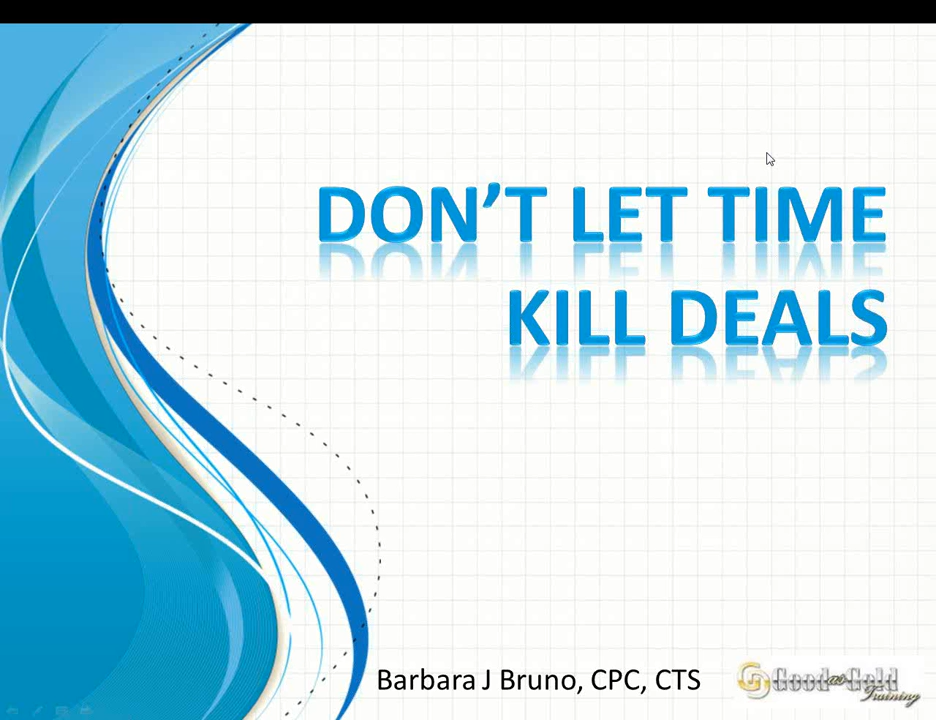 DON’T LET TIME
KILL DEALS
Barbara J Bruno, CPC, CTS
Good as Gold
Training